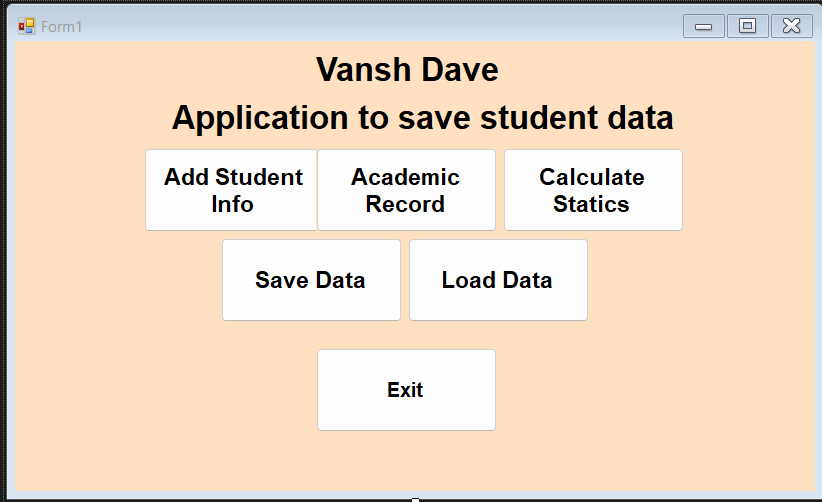 Form1
Vansh Dave
Application to save student data
Add Student
Info
Academic
Record
Calculate
Statics
Save Data
Load Data
Exit